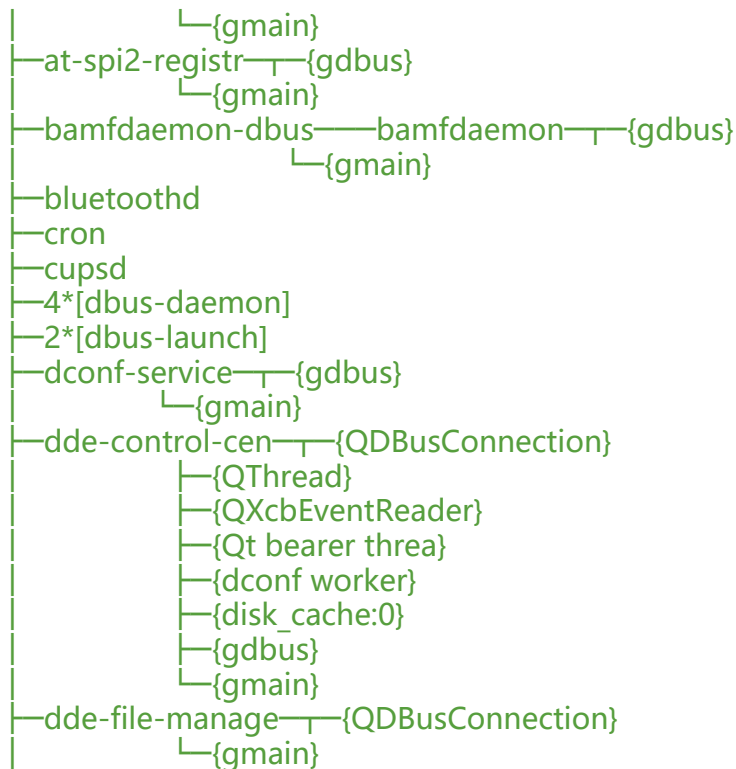 │ └─{gmain}
├─at-spi2-registr─┬─{gdbus}
│ └─{gmain}
├─bamfdaemon-dbus───bamfdaemon─┬─{gdbus}
│ └─{gmain}
├─bluetoothd
├─cron
├─cupsd
├─4*[dbus-daemon]
├─2*[dbus-launch]
├─dconf-service─┬─{gdbus}
│ └─{gmain}
├─dde-control-cen─┬─{QDBusConnection}
│ ├─{QThread}
│ ├─{QXcbEventReader}
│ ├─{Qt bearer threa}
│ ├─{dconf worker}
│ ├─{disk_cache:0}
│ ├─{gdbus}
│ └─{gmain}
├─dde-file-manage─┬─{QDBusConnection}
│ └─{gmain}